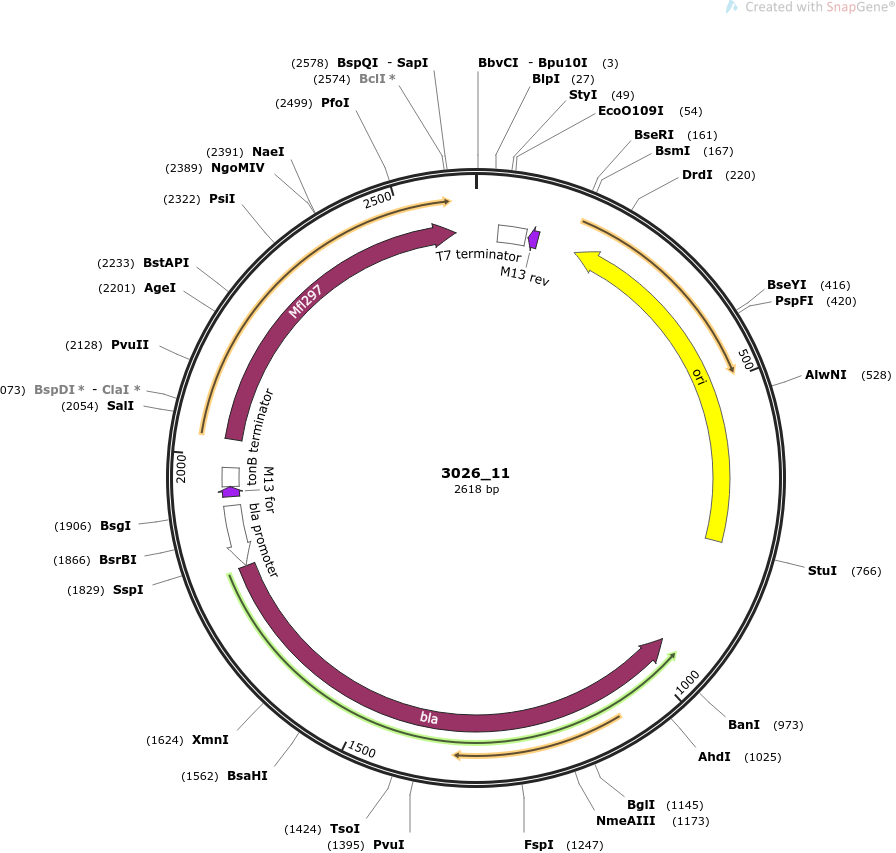 Created with SnapGene®
(2578) BspQI - SapI
(2574) BclI *
(2499) PfoI
(2391) NaeI
(2389) NgoMIV
(2322) PsiI
(2233) BstAPI
(2201) AgeI
(2128) PvuII
073) BspDI * - ClaI *
(2054) SalI
(1906) BsgI
(1866) BsrBI
(1829) SspI
(1624) XmnI
(1562) BsaHI
(1424) TsoI
(1395) PvuI
BbvCI - Bpu10I (3)
BlpI (27)
StyI (49)
EcoO109I (54)
BseRI (161)
BsmI (167)
DrdI (220)
BseYI (416)
PspFI (420)
AlwNI (528)
StuI (766)
BanI (973)
AhdI (1025)
BglI (1145)
NmeAIII (1173)
FspI (1247)
500
1000
1500
2000
2500
T7 terminator
M13 rev
ori
Mfl297
tonB terminator
M13 for
bla promoter
bla
3026_11
2618 bp